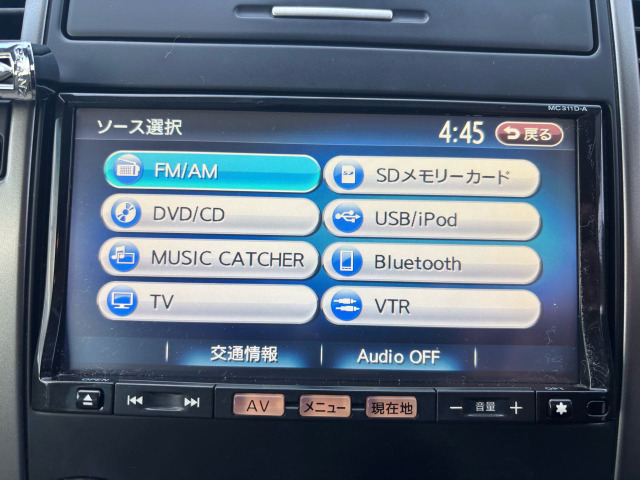 MC311D-A
ソース選択 4:45 戻る
FM/AM SDメモリーカード
DVD/CD USB/iPod
MUSIC CATCHER Bluetooth
TV VTR
交通情報 Audio OFF
OPEN
AV メニュー 現在地 − 音量 +